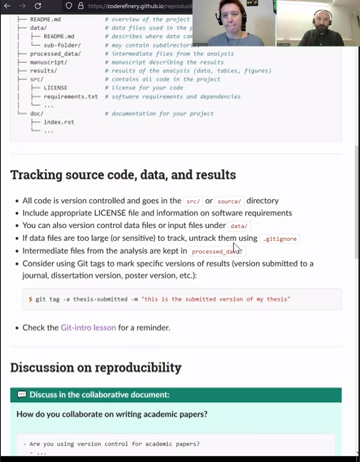 https://coderefinery.github.io/reproduci
├── README.md # overview of the project
├── data/ # data files used in the p
│ ├── README.md # describes where data cam
│ └── sub-folder/ # may contain subdirectori
├── processed_data/ # intermediate files from the analysis
├── manuscript/ # manuscript describing the results
├── results/ # results of the analysis (data, tables, figures)
├── src/ # contains all code in the project
│ ├── LICENSE # license for your code
│ ├── requirements.txt # software requirements and dependencies
│ └── ...
└── doc/ # documentation for your project
├── index.rst
└── ...
Tracking source code, data, and results
• All code is version controlled and goes in the src/ or source/ directory
• Include appropriate LICENSE file and information on software requirements
• You can also version control data files or input files under data/
• If data files are too large (or sensitive) to track, untrack them using .gitignore
• Intermediate files from the analysis are kept in processed_data/
• Consider using Git tags to mark specific versions of results (version submitted to a
journal, dissertation version, poster version, etc.):
$ git tag -a thesis-submitted -m "this is the submitted version of my thesis"
• Check the Git-intro lesson for a reminder.
Discussion on reproducibility
Discuss in the collaborative document:
How do you collaborate on writing academic papers?
- Are you using version control for academic papers?
- ...